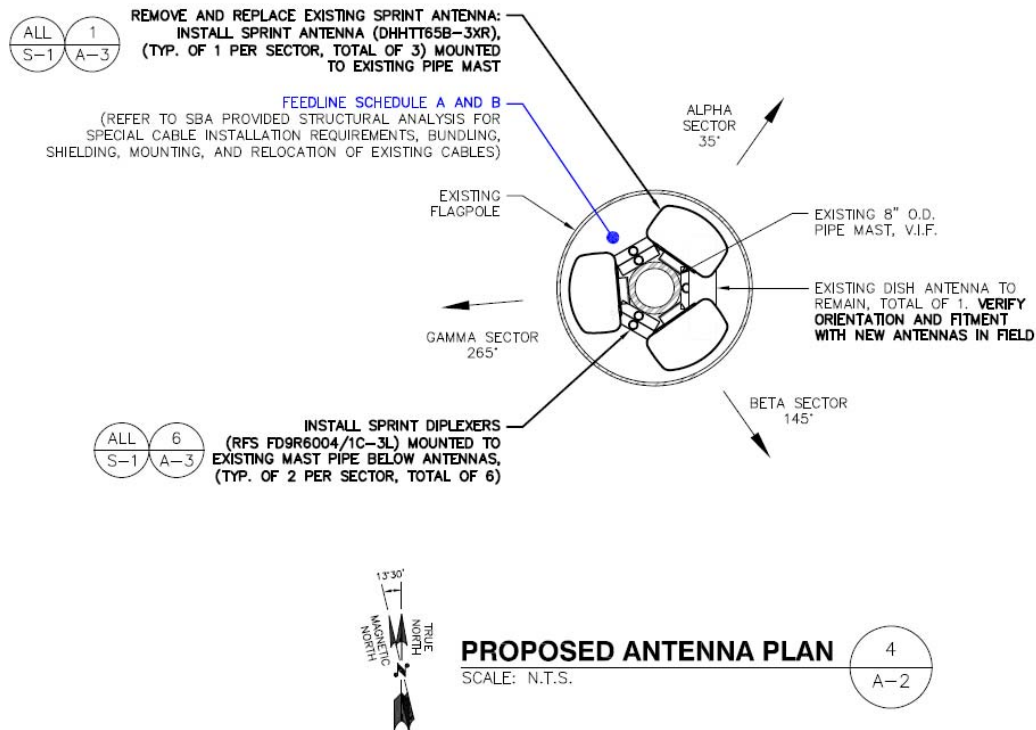 REMOVE AND REPLACE EXISTING SPRINT ANTENNA:
INSTALL SPRINT ANTENNA (DHHTT65B-3XR),
(TYP. OF 1 PER SECTOR, TOTAL OF 3) MOUNTED
TO EXISTING PIPE MAST
ALL
S-1
1
A-3
FEEDLINE SCHEDULE A AND B
(REFER TO SBA PROVIDED STRUCTURAL ANALYSIS FOR
SPECIAL CABLE INSTALLATION REQUIREMENTS, BUNDLING,
SHIELDING, MOUNTING, AND RELOCATION OF EXISTING CABLES)
ALPHA
SECTOR
35°
EXISTING
FLAGPOLE
EXISTING 8" O.D.
PIPE MAST, V.I.F.
EXISTING DISH ANTENNA TO
REMAIN, TOTAL OF 1. VERIFY
ORIENTATION AND FITMENT
WITH NEW ANTENNAS IN FIELD
GAMMA SECTOR
265°
BETA SECTOR
145°
ALL
S-1
6
A-3
INSTALL SPRINT DIPLEXERS
(RFS FD9R6004/1C-3L) MOUNTED TO
EXISTING MAST PIPE BELOW ANTENNAS,
(TYP. OF 2 PER SECTOR, TOTAL OF 6)
13°30'
MAGNETIC
NORTH
TRUE
NORTH
N
PROPOSED ANTENNA PLAN
SCALE: N.T.S.
4
A-2